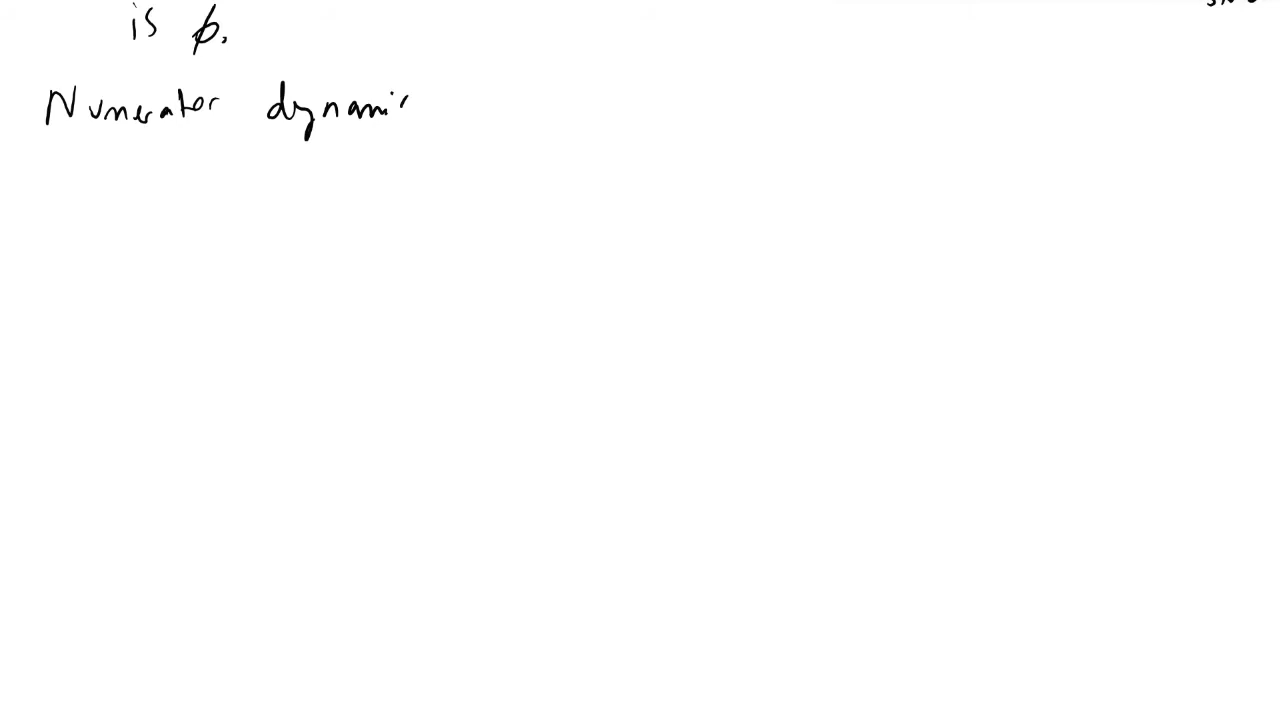 is ϕ.
Numerator dynamic